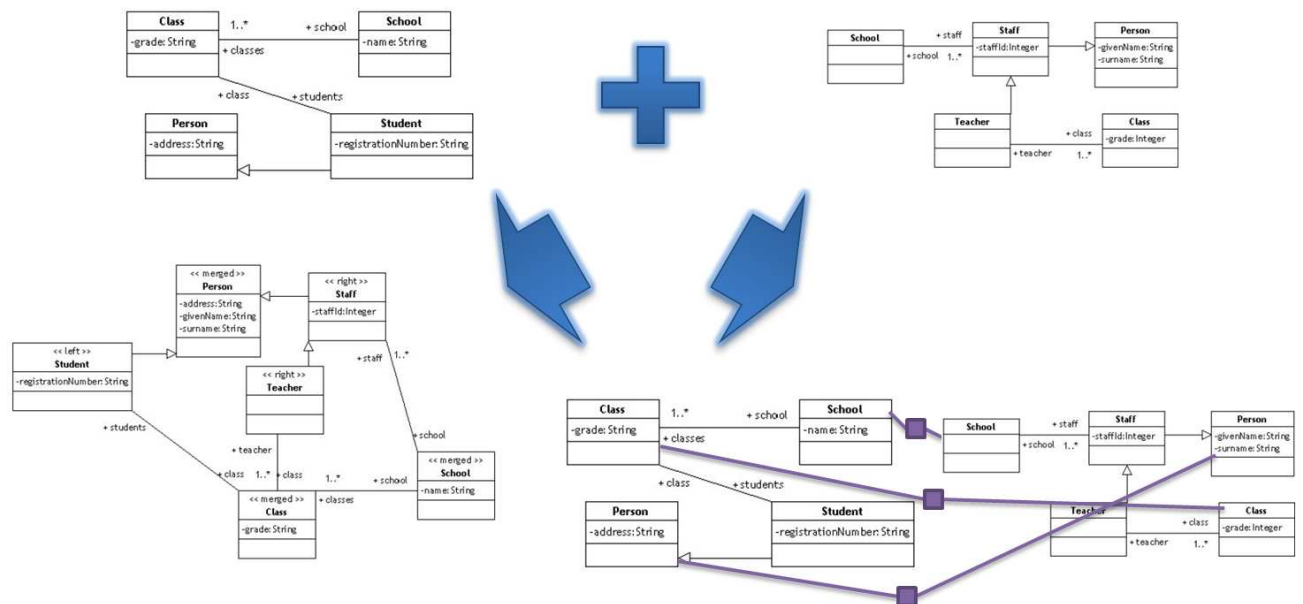 Class
-grade: String
1..*
+ school
+ classes
School
-name: String
+ class
+ students
Person
-address: String
Student
-registrationNumber: String
School
+ staff
+ school
1..*
Staff
-staffId:Integer
Person
-givenName: String
-surname: String
Teacher
+ class
+ teacher
1..*
Class
-grade: Integer
<< merged >>
Person
-address:String
-givenName: String
-surname: String
<< right >>
Staff
-staffId:Integer
<< left >>
Student
-registrationNumber: String
<< right >>
Teacher
+ staff
1..*
+ students
+ teacher
+ school
+ class
1..*
+ class
<< merged >>
Class
-grade: String
1..*
+ classes
+ school
<< merged >>
School
-name: String
Class
-grade: String
1..*
+ school
+ classes
School
-name: String
+ class
+ students
Person
-address: String
Student
-registrationNumber: String
School
+ staff
+ school
1..*
Staff
-staffId:Integer
Person
-givenName: String
-surname: String
Teacher
+ class
+ teacher
1..*
Class
-grade: Integer